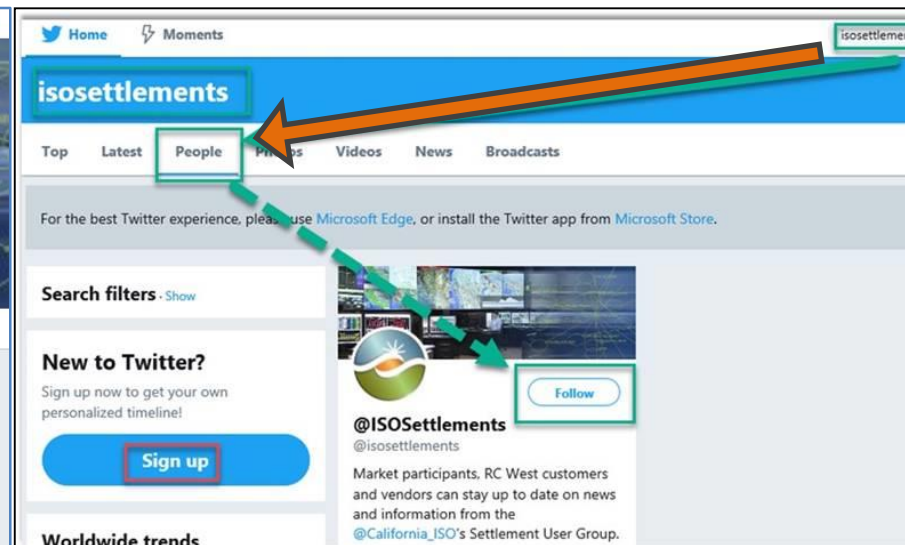 Home Moments
isosettlements
Top Latest People Videos News Broadcasts
For the best Twitter experience, please use Microsoft Edge, or install the Twitter app from Microsoft Store.
Search filters · Show
New to Twitter?
Sign up now to get your own
personalized timeline!
Sign up
Worldwide trends
Follow
@ISOSettlements
@isosettlements
Market participants, RC West customers
and vendors can stay up to date on news
and information from the
@California_ISO's Settlement User Group.